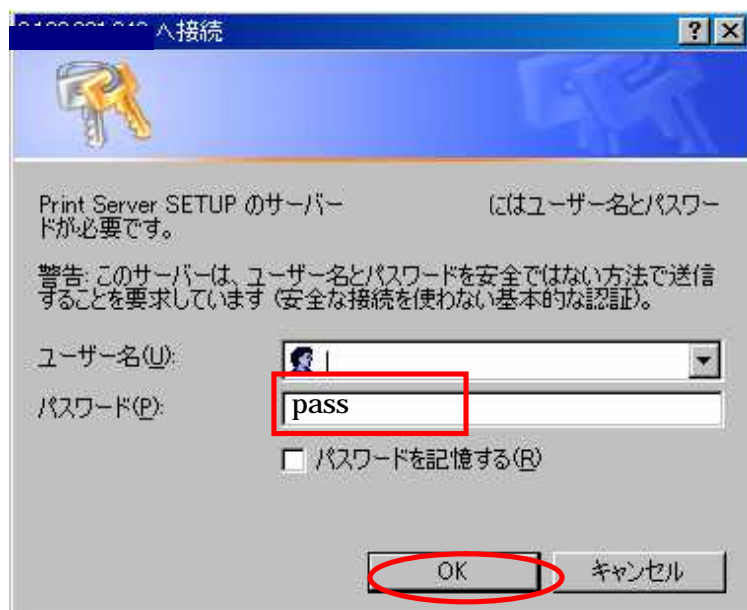 へ接続
Print Server SETUP のサーバー にはユーザー名とパスワー
ドが必要です。
警告: このサーバーは、ユーザー名とパスワードを安全ではない方法で送信
することを要求しています (安全な接続を使わない基本的な認証)。
ユーザー名(U):
パスワード(P): pass
パスワードを記憶する(R)
OK キャンセル